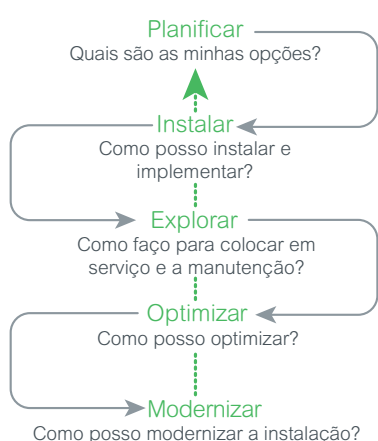 Planificar
Quais são as minhas opções?
Instalar
Como posso instalar e
implementar?
Explorar
Como faço para colocar em
serviço e a manutenção?
Optimizar
Como posso optimizar?
Modernizar
Como posso modernizar a instalação?